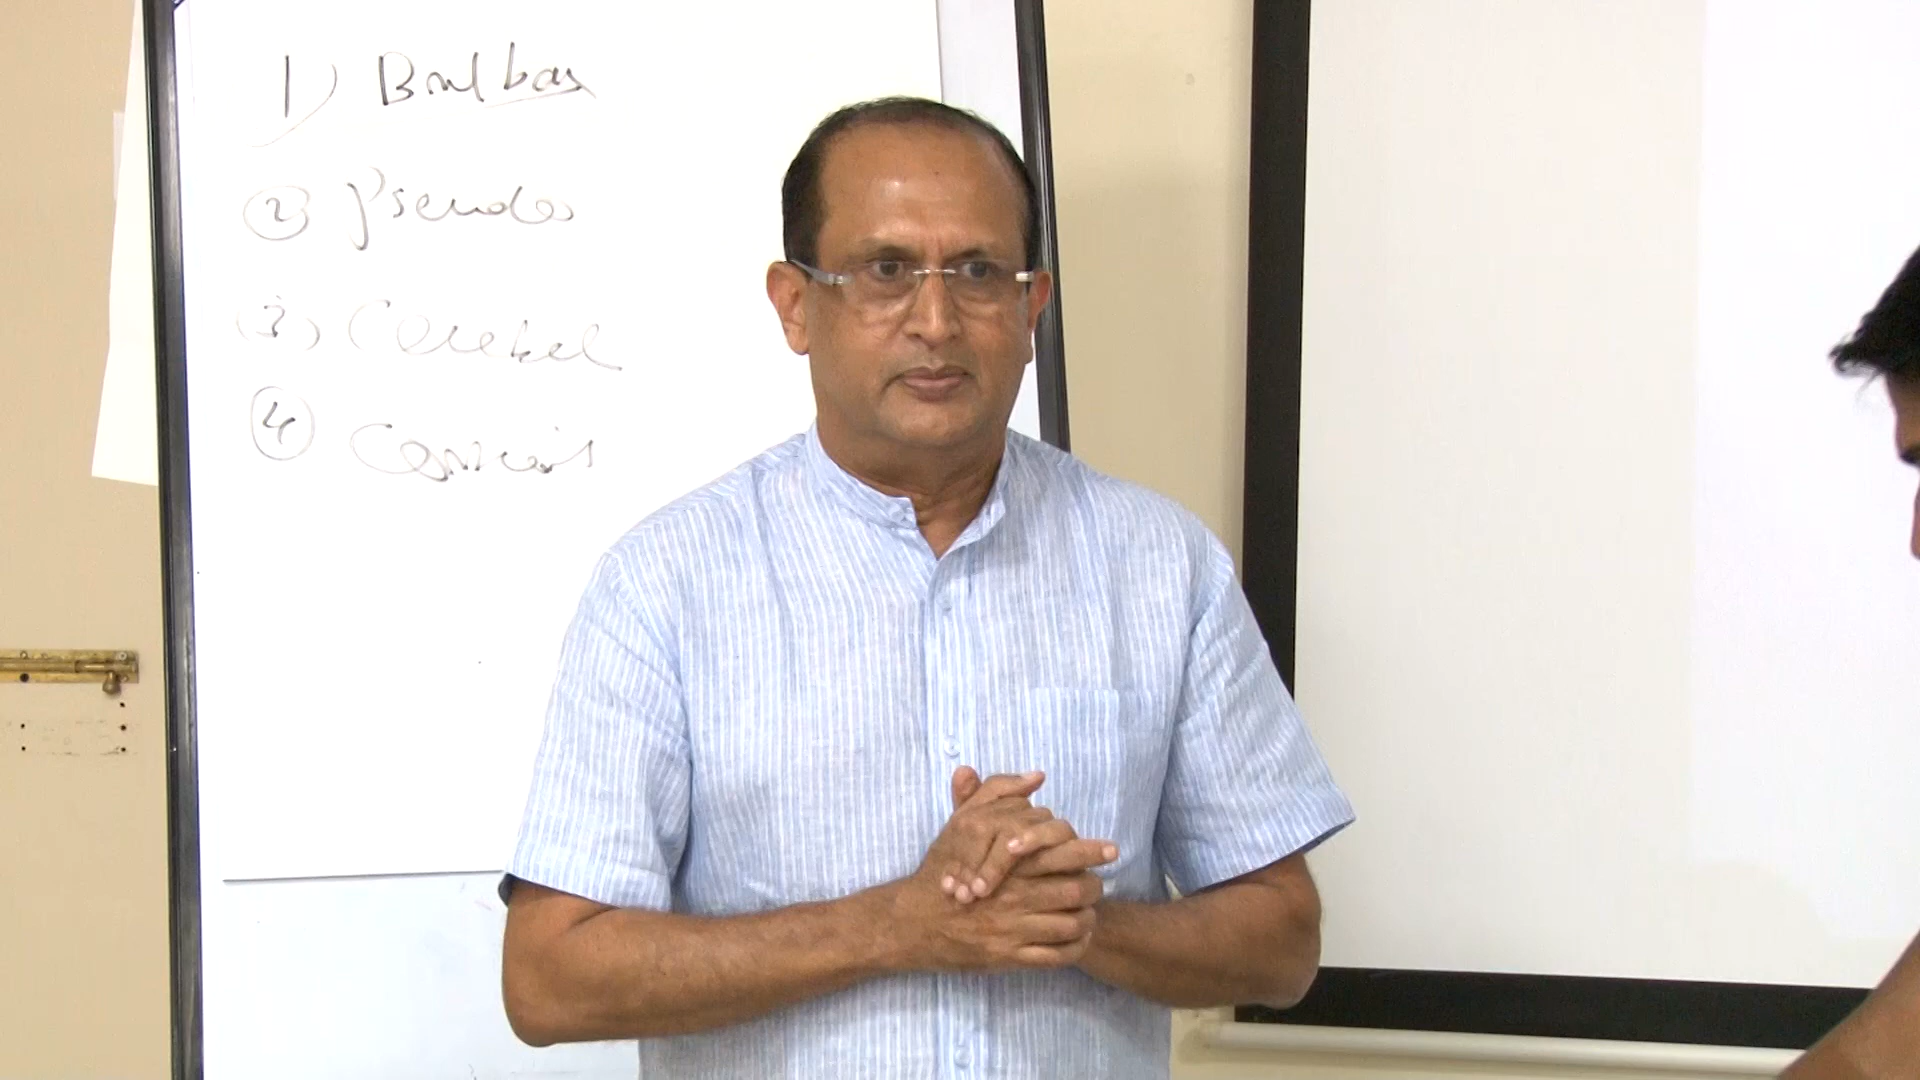 1) Bulbar
② Pseudo
(3) Cerebel
④